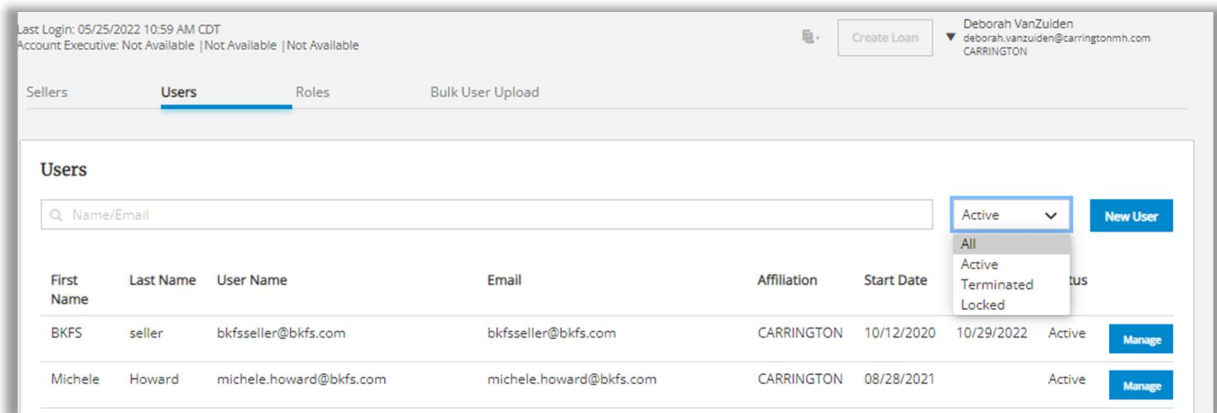 Last Login: 05/25/2022 10:59 AM CDT
Account Executive: Not Available |Not Available |Not Available
Create Loan
Deborah VanZuiden
deborah.vanzuiden@carringtonmh.com
CARRINGTON
Sellers Users Roles Bulk User Upload
Users
Name/Email
Active
New User
All
Active
Terminated
Locked
First Name Last Name User Name Email Affiliation Start Date tus
BKFS seller bkfsseller@bkfs.com bkfsseller@bkfs.com CARRINGTON 10/12/2020 10/29/2022 Active Manage
Michele Howard michele.howard@bkfs.com michele.howard@bkfs.com CARRINGTON 08/28/2021 Active Manage